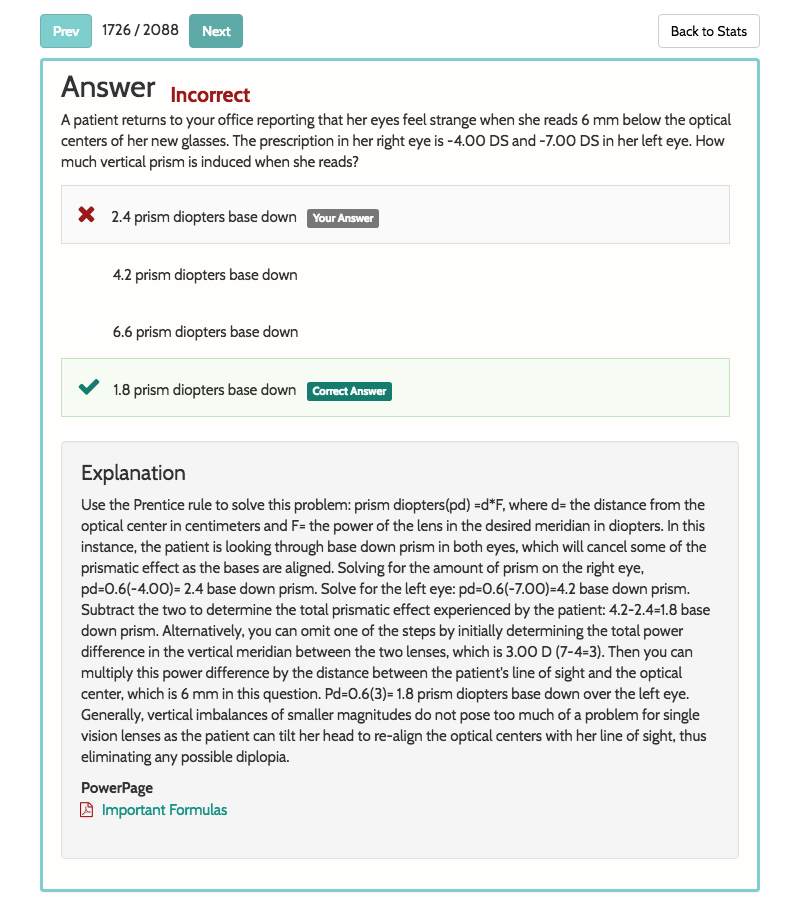 Prev 1726 / 2088 Next Back to Stats
Answer Incorrect
A patient returns to your office reporting that her eyes feel strange when she reads 6 mm below the optical
centers of her new glasses. The prescription in her right eye is -4.00 DS and -7.00 DS in her left eye. How
much vertical prism is induced when she reads?
2.4 prism diopters base down Your Answer
4.2 prism diopters base down
6.6 prism diopters base down
1.8 prism diopters base down Correct Answer
Explanation
Use the Prentice rule to solve this problem: prism diopters(pd) =d*F, where d= the distance from the
optical center in centimeters and F= the power of the lens in the desired meridian in diopters. In this
instance, the patient is looking through base down prism in both eyes, which will cancel some of the
prismatic effect as the bases are aligned. Solving for the amount of prism on the right eye,
pd=0.6(-4.00)= 2.4 base down prism. Solve for the left eye: pd=0.6(-7.00)=4.2 base down prism.
Subtract the two to determine the total prismatic effect experienced by the patient: 4.2-2.4=1.8 base
down prism. Alternatively, you can omit one of the steps by initially determining the total power
difference in the vertical meridian between the two lenses, which is 3.00 D (7-4=3). Then you can
multiply this power difference by the distance between the patient's line of sight and the optical
center, which is 6 mm in this question. Pd=0.6(3)= 1.8 prism diopters base down over the left eye.
Generally, vertical imbalances of smaller magnitudes do not pose too much of a problem for single
vision lenses as the patient can tilt her head to re-align the optical centers with her line of sight, thus
eliminating any possible diplopia.
PowerPage
Important Formulas